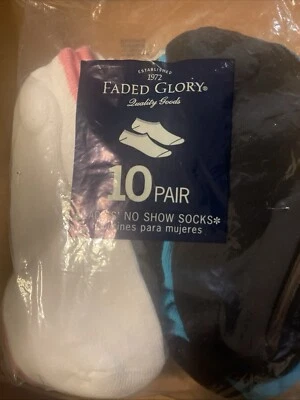 ESTABLISHED
1972
FADED GLORY®
Quality Goods
10 PAIR
NO SHOW SOCKS*
para mujeres